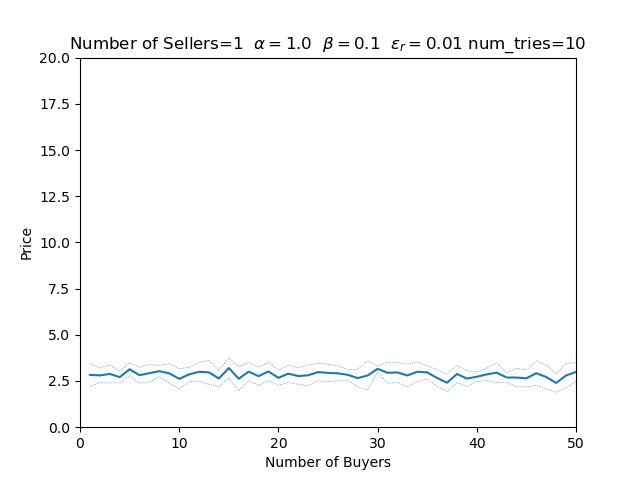 Number of Sellers=1 α = 1.0 β = 0.1 εr = 0.01 num_tries=10
20.0
17.5
15.0
12.5
10.0
7.5
5.0
2.5
0.0
Price
0 10 20 30 40 50
Number of Buyers